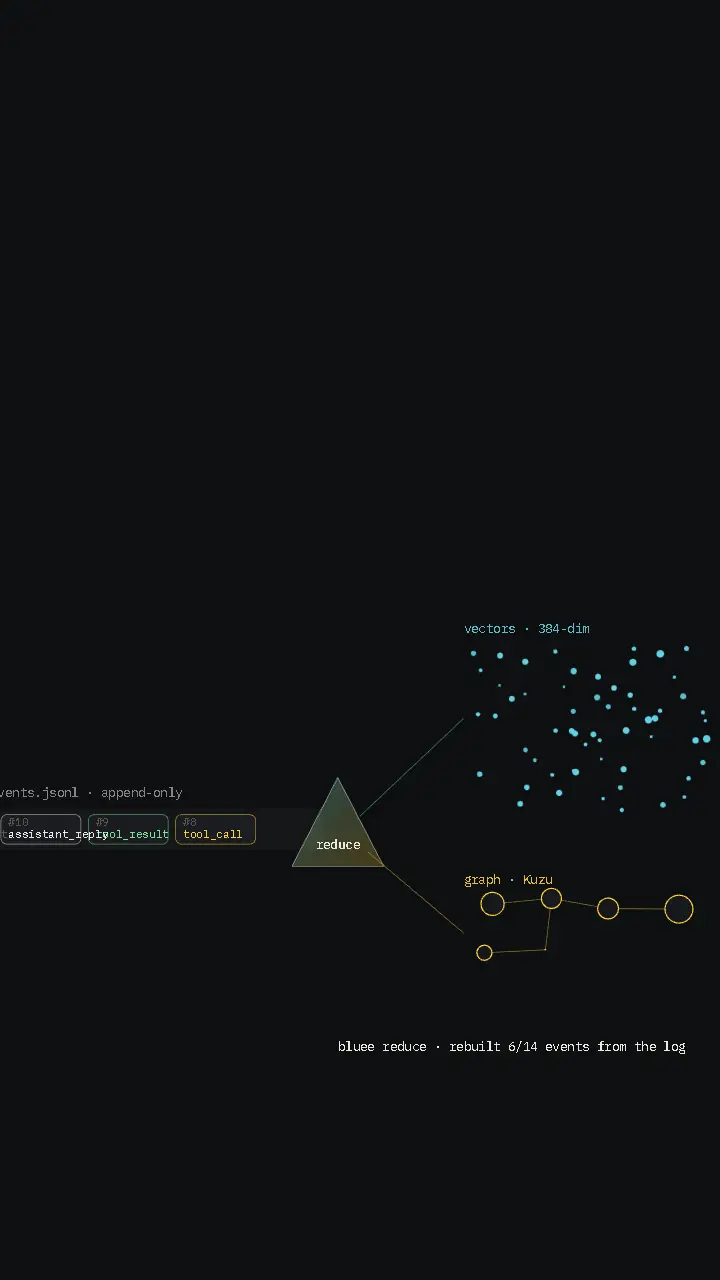 vectors · 384-dim
vents.jsonl · append-only
#10
assistant_reply
#9
tool_result
#8
tool_call
reduce
graph · Kuzu
bluee reduce · rebuilt 6/14 events from the log